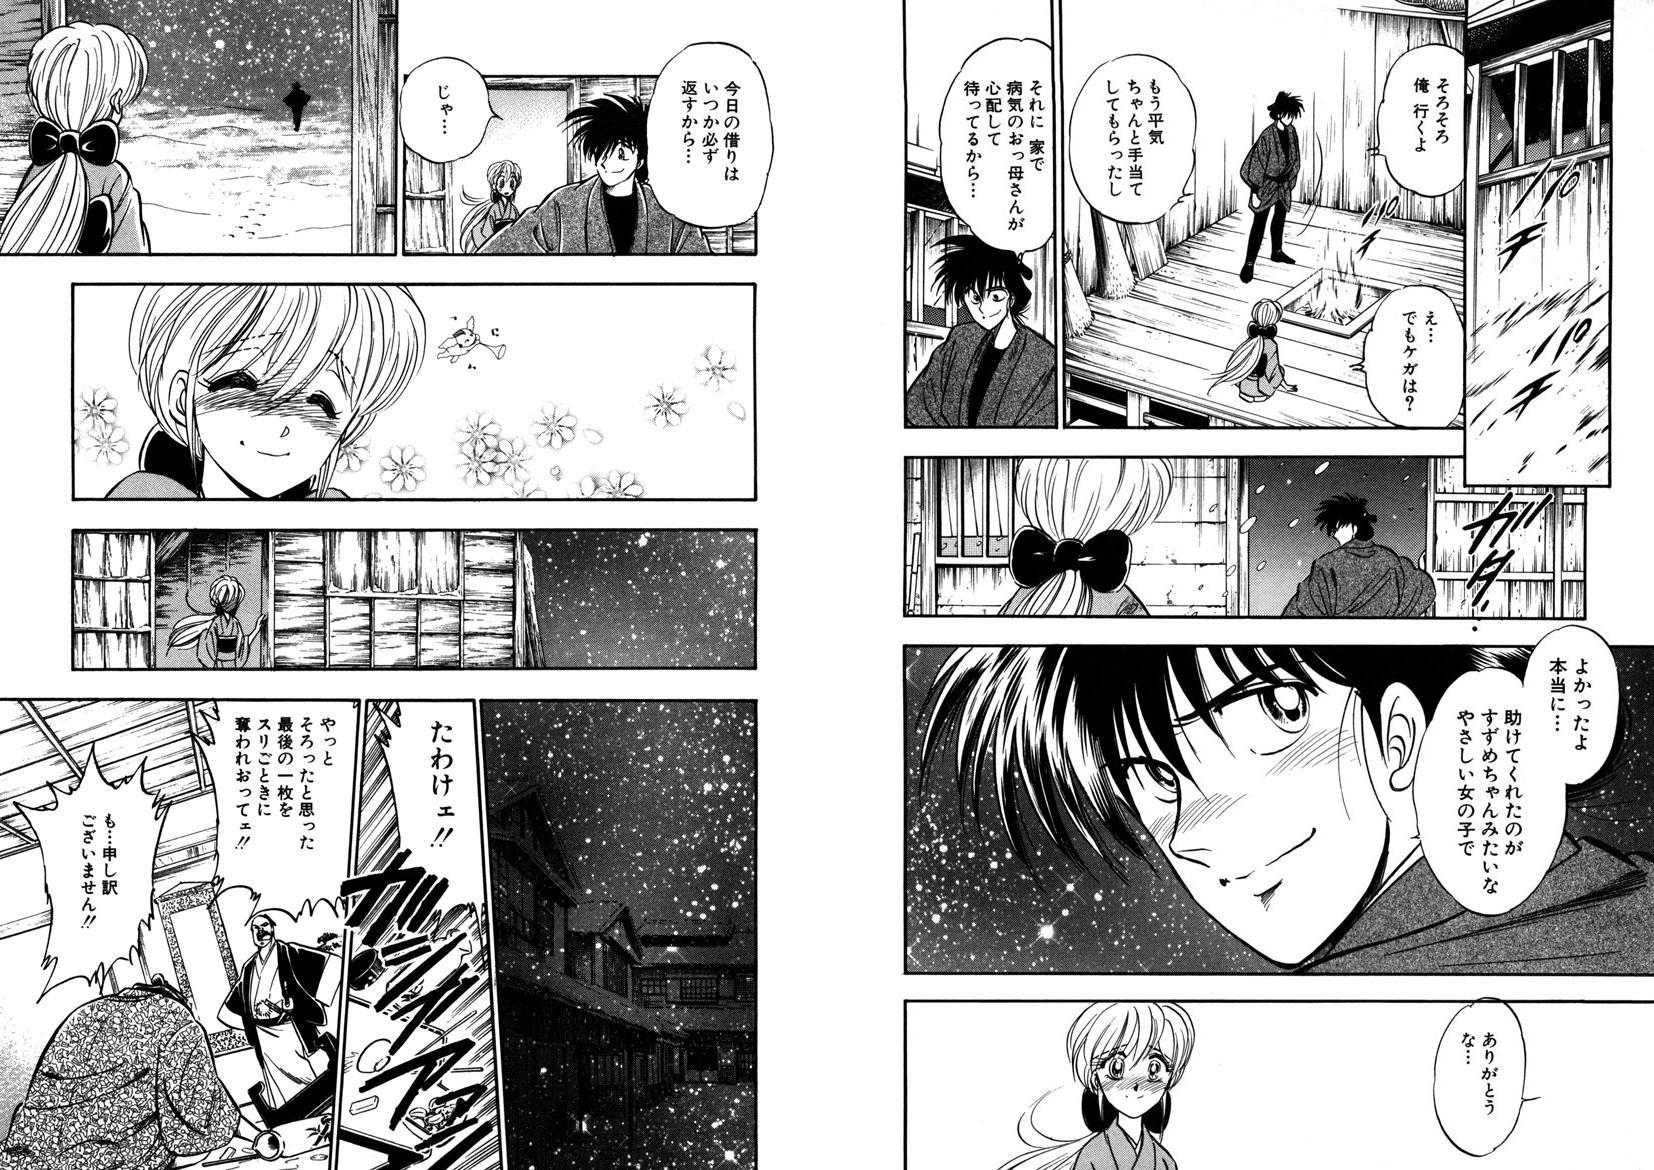 そろそろ
俺 行くよ
え…
でもケガは?
もう平気
ちゃんと手当て
してもらったし
それに 家で
病気のおっ母さんが
心配して
待ってるから…
ガタ
よかったよ
本当に…
助けてくれたのが
すずめちゃんみたいな
やさしい女の子で
ありがとう
な…
今日の借りは
いつか必ず
返すから…
じゃ…
たわけェ!!
ガシャアア
やっと
そろったと思った
最後の一枚を
スリごときに
奪われおってェ!!
も…申し訳
ございません!!